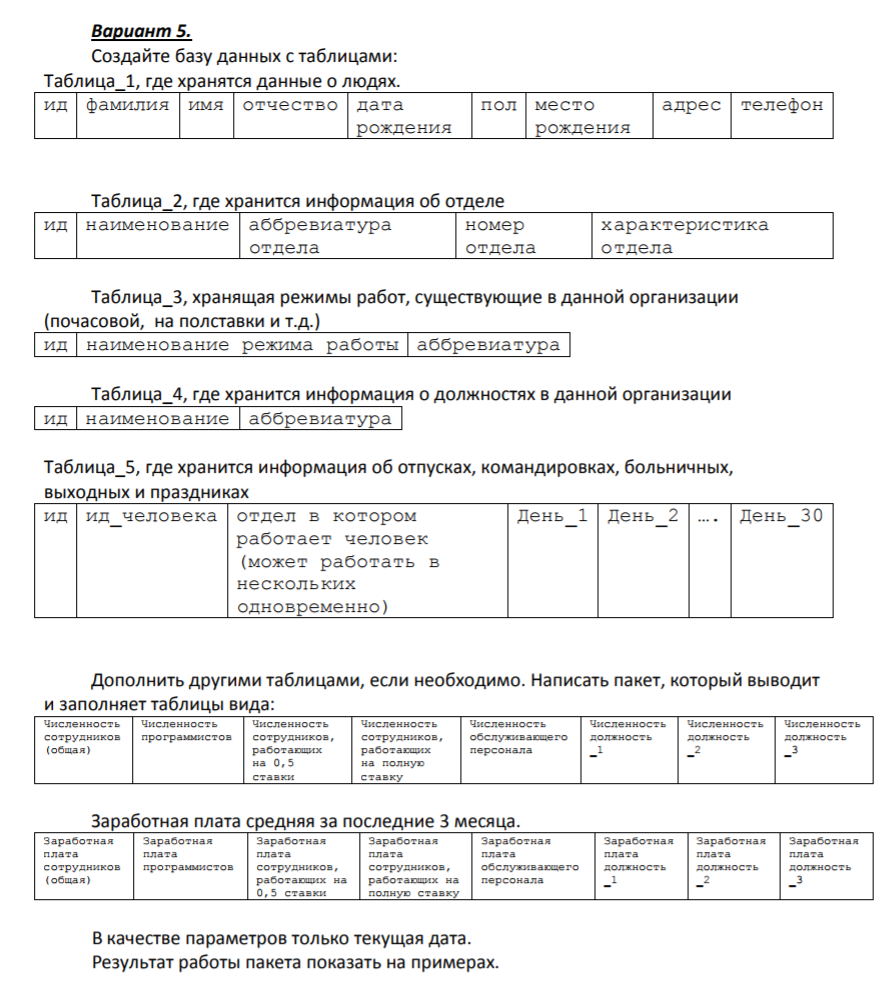 Вариант 5.
Создайте базу данных с таблицами:
Таблица_1, где хранятся данные о людях.
ид фамилия имя отчество дата рождения пол место рождения адрес телефон
Таблица_2, где хранится информация об отделе
ид наименование аббревиатура отдела номер отдела характеристика отдела
Таблица_3, хранящая режимы работ, существующие в данной организации
(почасовой, на полставки и т.д.)
ид наименование режима работы аббревиатура
Таблица_4, где хранится информация о должностях в данной организации
ид наименование аббревиатура
Таблица_5, где хранится информация об отпусках, командировках, больничных,
выходных и праздниках
ид ид_человека отдел в котором работает человек (может работать в нескольких одновременно) День_1 День_2 …. День_30
Дополнить другими таблицами, если необходимо. Написать пакет, который выводит
и заполняет таблицы вида:
Численность сотрудников (общая) Численность программистов Численность сотрудников, работающих на 0,5 ставки Численность сотрудников, работающих на полную ставку Численность обслуживающего персонала Численность должность _1 Численность должность _2 Численность должность _3
Заработная плата средняя за последние 3 месяца.
Заработная плата сотрудников (общая) Заработная плата программистов Заработная плата сотрудников, работающих на 0,5 ставки Заработная плата сотрудников, работающих на полную ставку Заработная плата обслуживающего персонала Заработная плата должность _1 Заработная плата должность _2 Заработная плата должность _3
В качестве параметров только текущая дата.
Результат работы пакета показать на примерах.